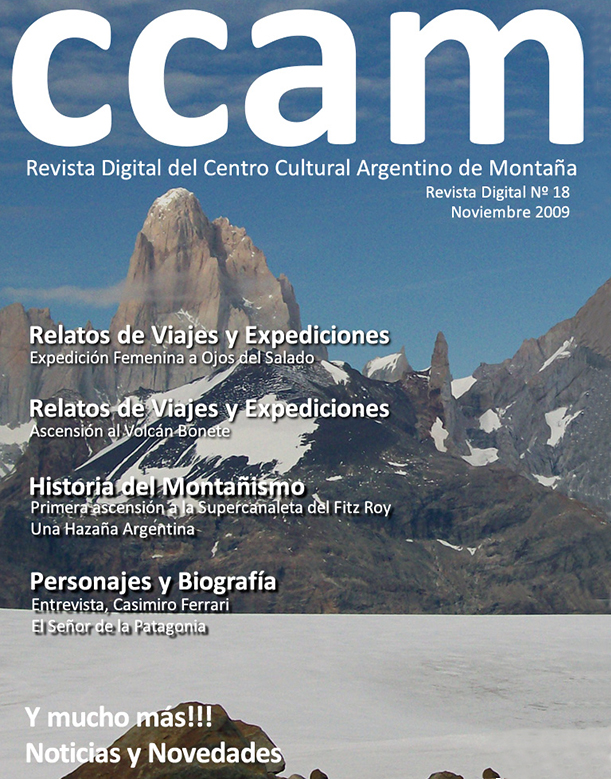 ccam
Revista Digital del Centro Cultural Argentino de Montaña
Revista Digital Nº 18
Noviembre 2009
Relatos de Viajes y Expediciones
Expedición Femenina a Ojos del Salado
Relatos de Viajes y Expediciones
Ascensión al Volcán Bonete
Historia del Montañismo
Primera ascensión a la Supercanaleta del Fitz Roy
Una Hazaña Argentina
Personajes y Biografía
Entrevista, Casimiro Ferrari
El Señor de la Patagonia
Y mucho más!!!
Noticias y Novedades